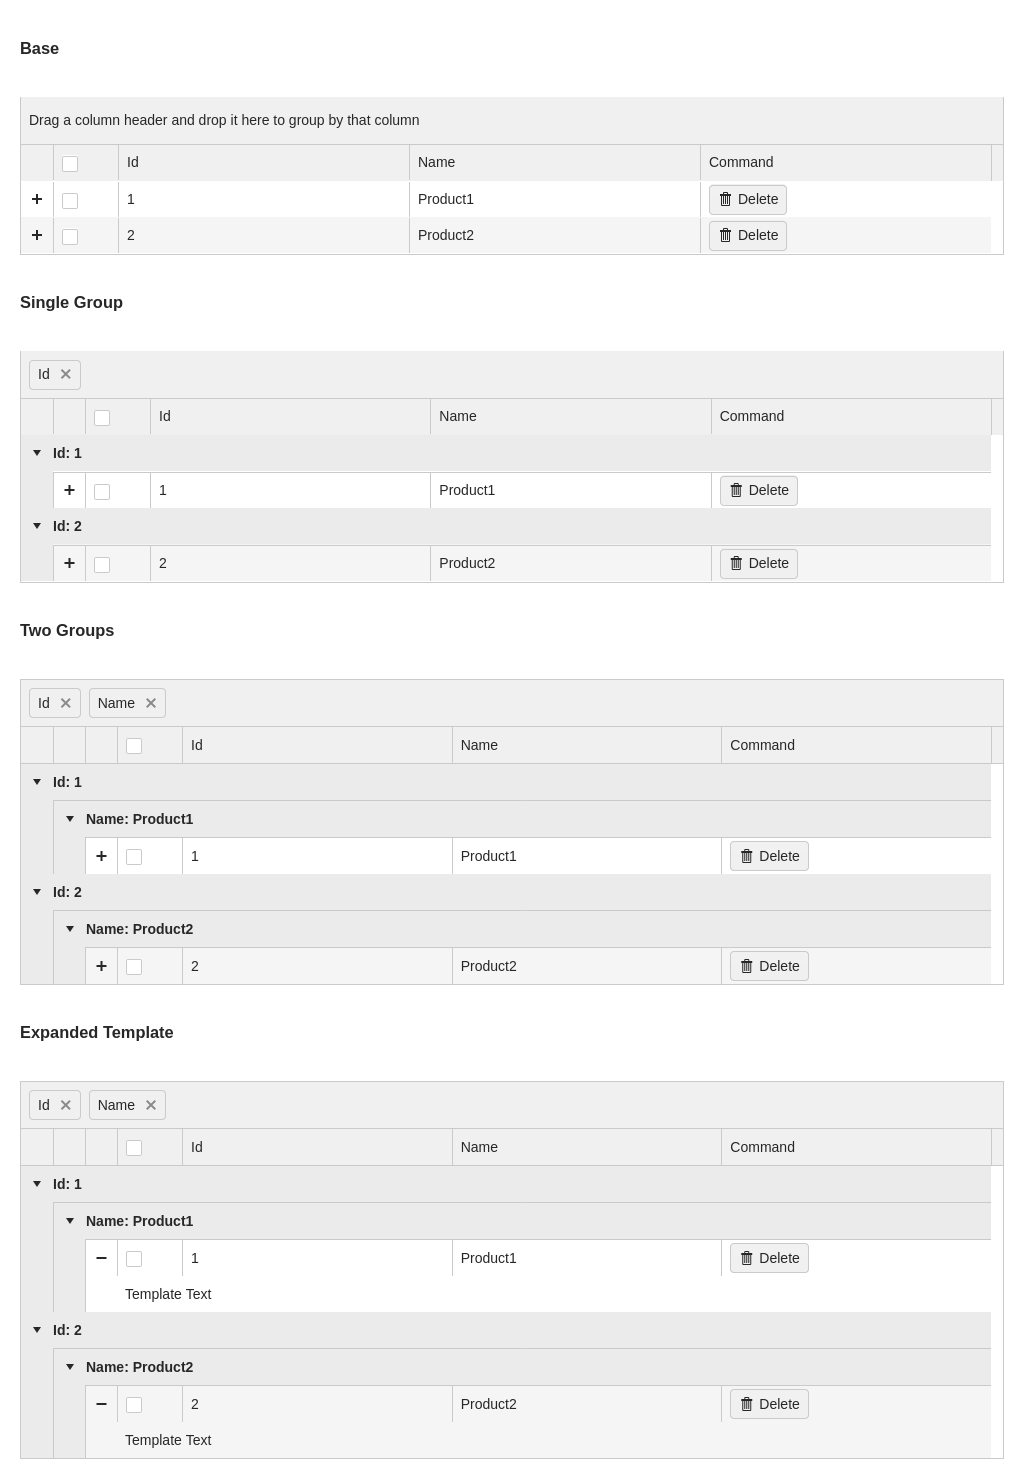 Base
Drag a column header and drop it here to group by that column
Id Name Command
1 Product1 Delete
2 Product2 Delete
Single Group
Id
Id Name Command
Id: 1
1 Product1 Delete
Id: 2
2 Product2 Delete
Two Groups
Id Name
Id Name Command
Id: 1
Name: Product1
1 Product1 Delete
Id: 2
Name: Product2
2 Product2 Delete
Expanded Template
Id Name
Id Name Command
Id: 1
Name: Product1
1 Product1 Delete
Template Text
Id: 2
Name: Product2
2 Product2 Delete
Template Text